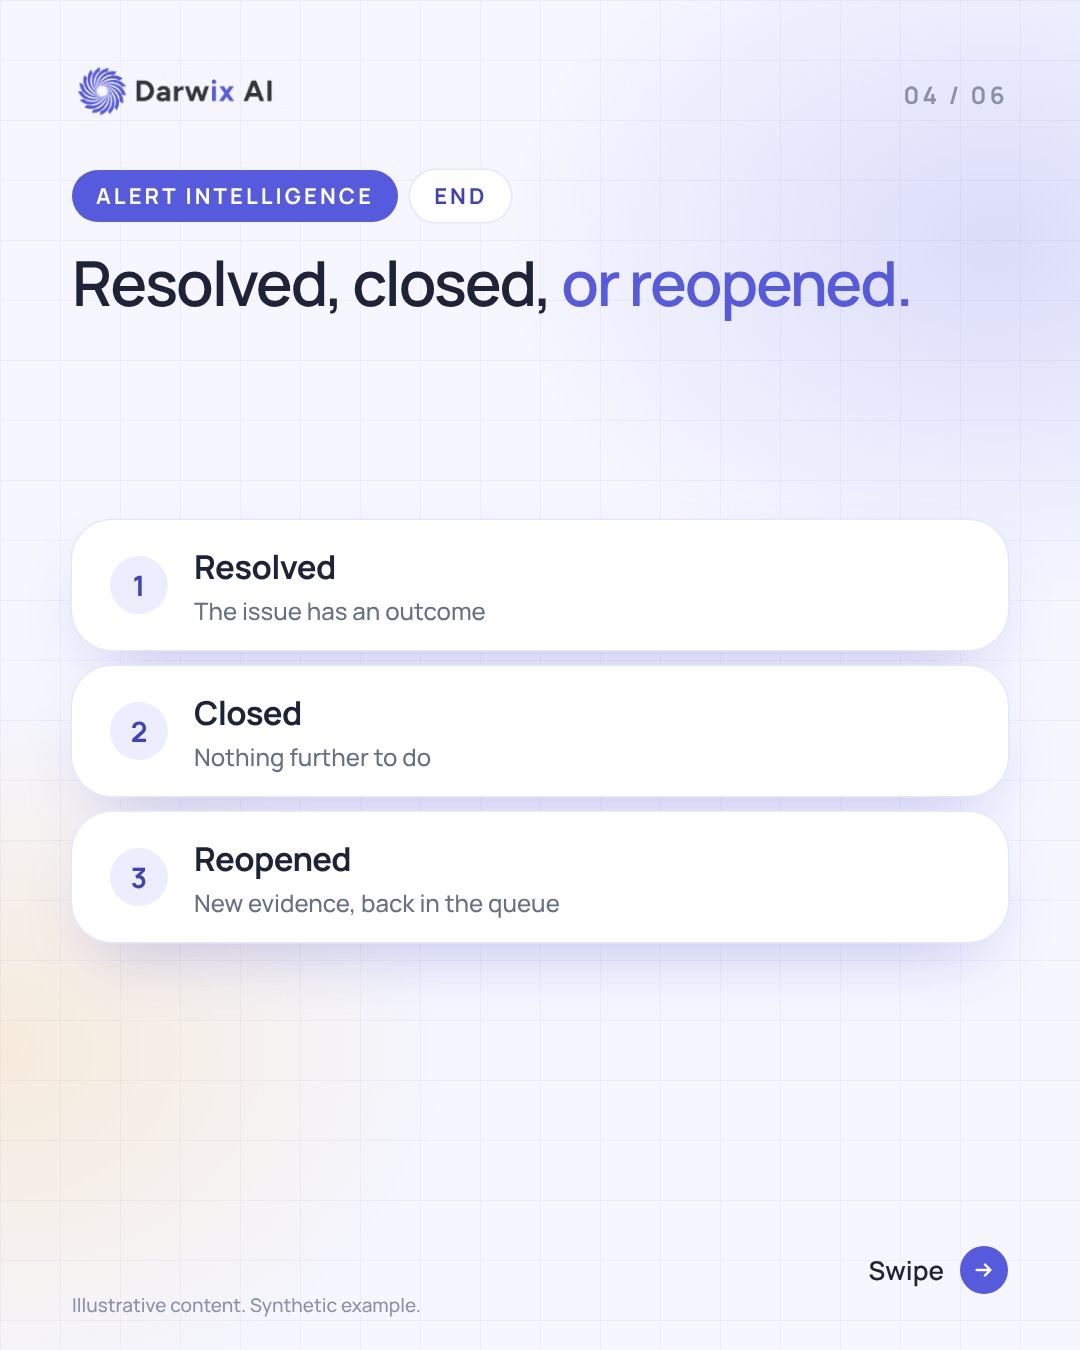 Darwix AI
04 / 06
ALERT INTELLIGENCE
END
Resolved, closed, or reopened.
1
Resolved
The issue has an outcome
2
Closed
Nothing further to do
3
Reopened
New evidence, back in the queue
Swipe
Illustrative content. Synthetic example.